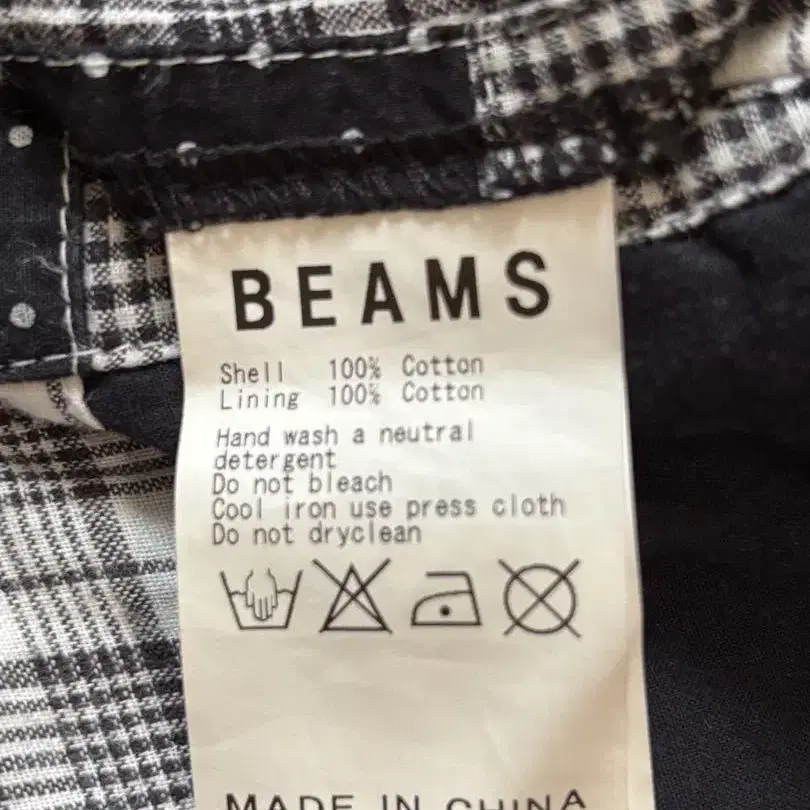 BEAMS
Shell 100% Cotton
Lining 100% Cotton
Hand wash a neutral
detergent
Do not bleach
Cool iron use press cloth
Do not dryclean
MADE IN CHINA